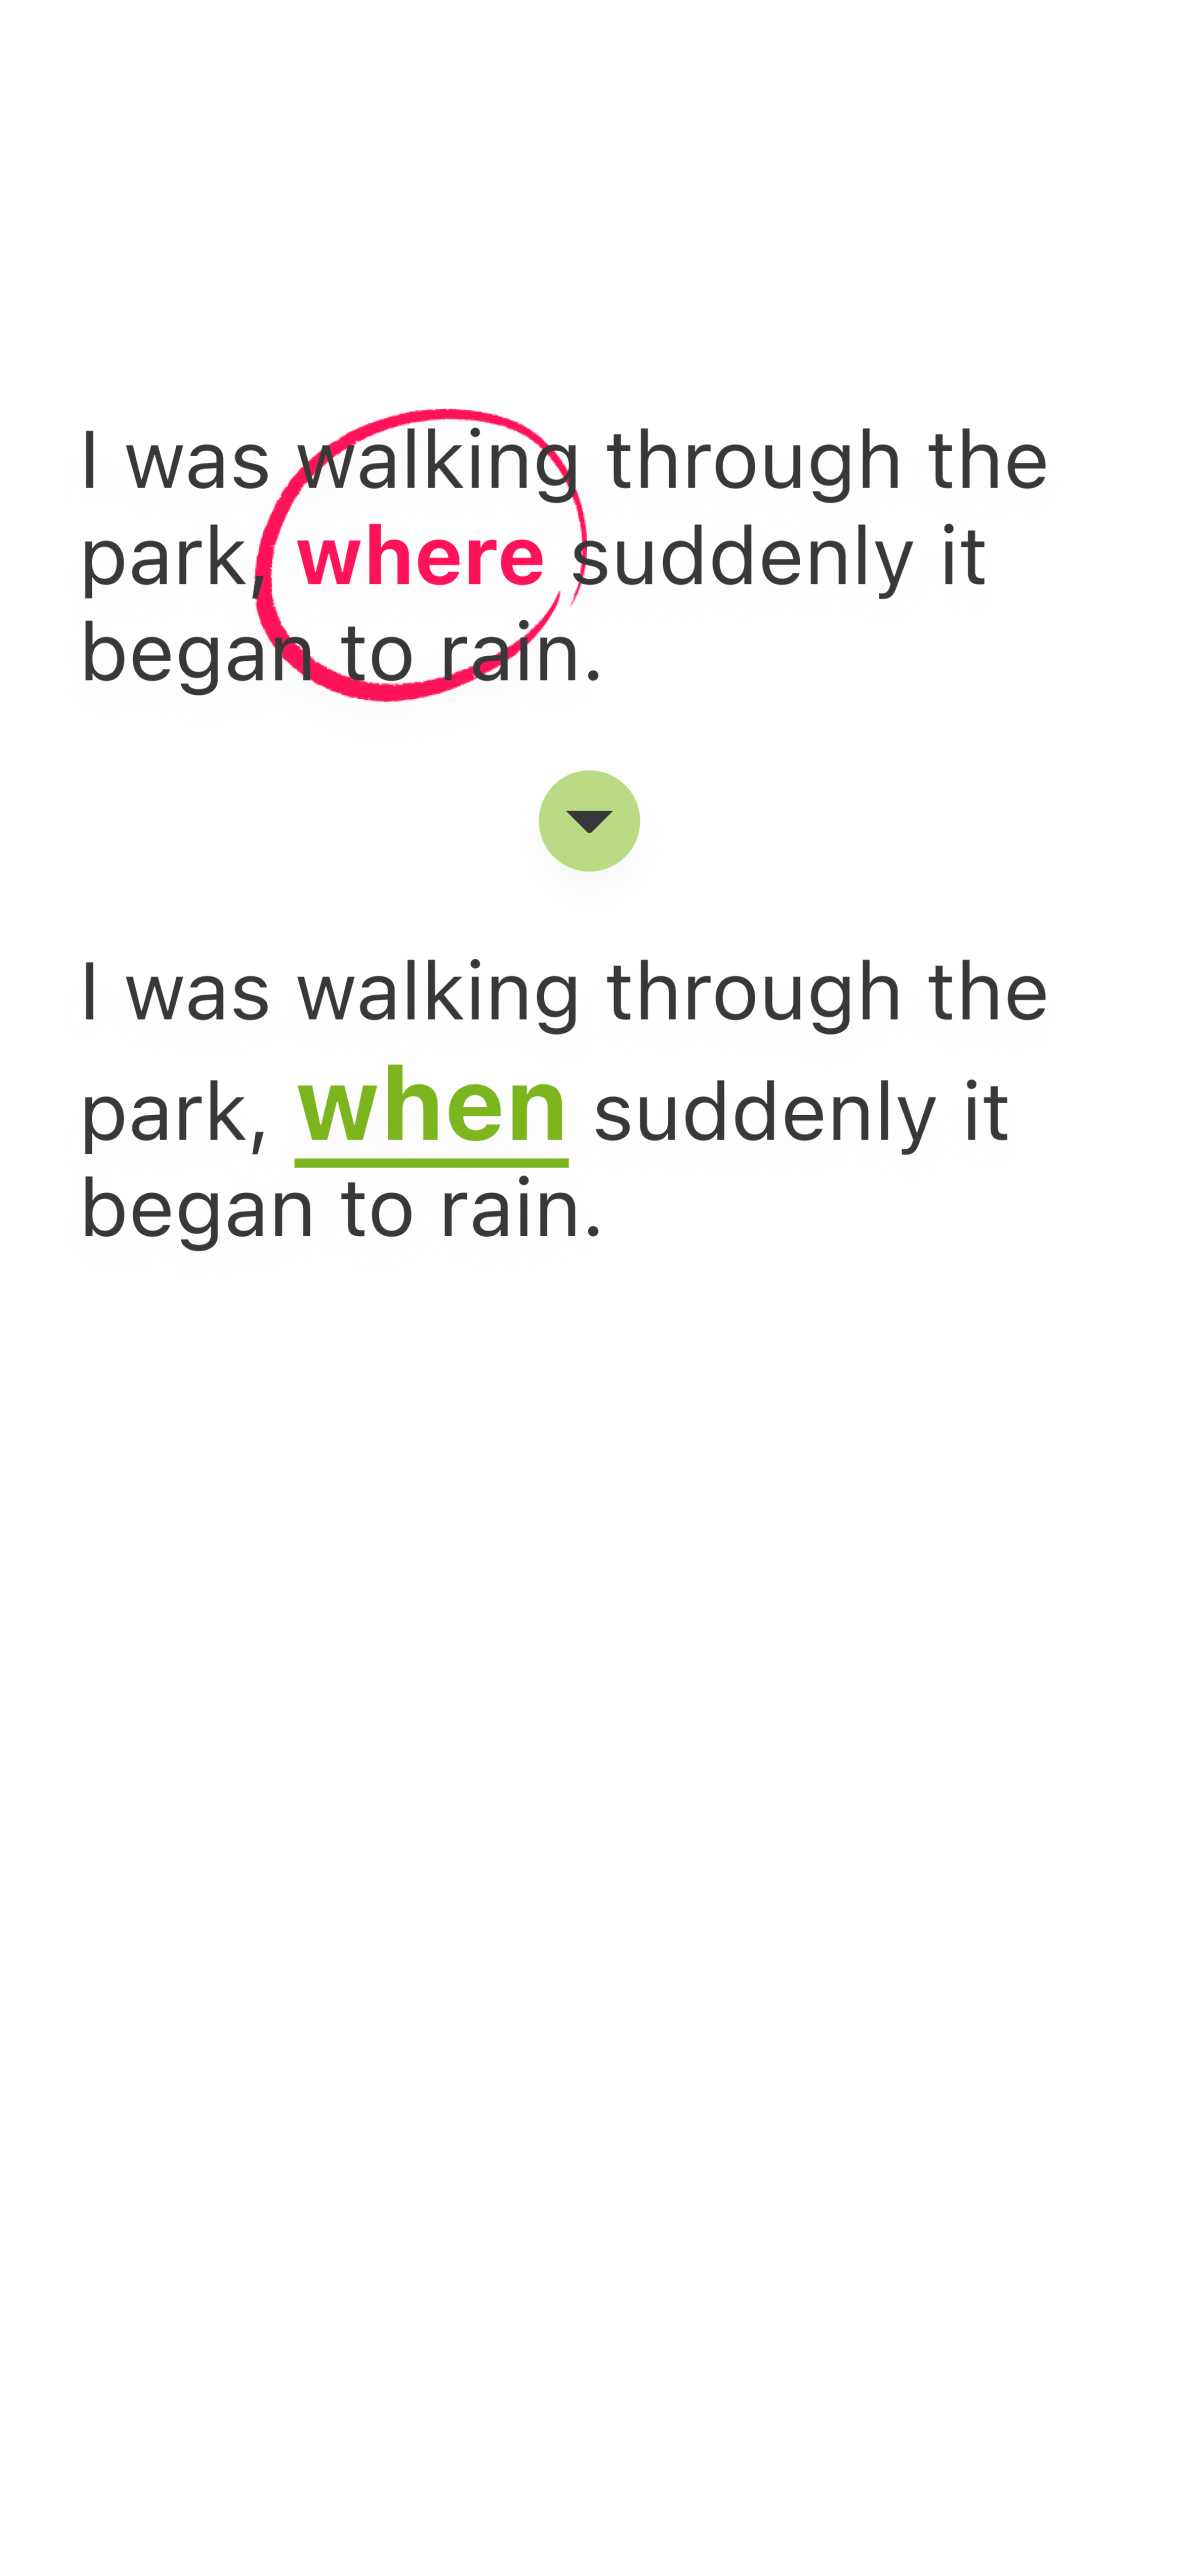 I was walking through the
park, where suddenly it
began to rain.
I was walking through the
park, when suddenly it
began to rain.